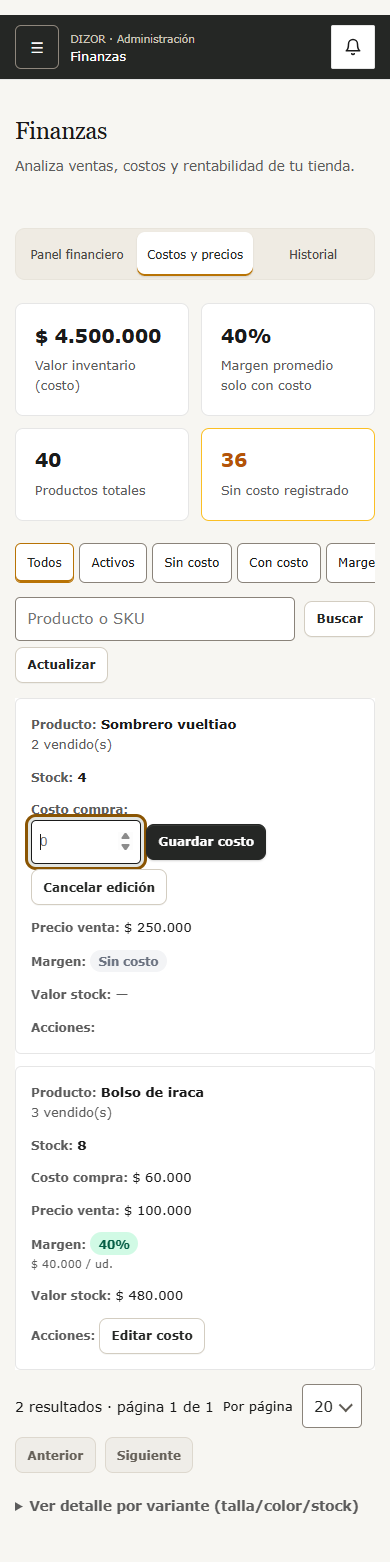 DIZOR · Administración
Finanzas
Finanzas
Analiza ventas, costos y rentabilidad de tu tienda.
Panel financiero
Costos y precios
Historial
$ 4.500.000
Valor inventario
(costo)
40%
Margen promedio
solo con costo
40
Productos totales
36
Sin costo registrado
Todos
Activos
Sin costo
Con costo
Marge
Producto o SKU
Buscar
Actualizar
Producto: Sombrero vueltiao
2 vendido(s)
Stock: 4
Costo compra:
0
Guardar costo
Cancelar edición
Precio venta: $ 250.000
Margen: Sin costo
Valor stock: —
Acciones:
Producto: Bolso de iraca
3 vendido(s)
Stock: 8
Costo compra: $ 60.000
Precio venta: $ 100.000
Margen: 40%
$ 40.000 / ud.
Valor stock: $ 480.000
Acciones: Editar costo
2 resultados · página 1 de 1 Por página 20
Anterior
Siguiente
▸ Ver detalle por variante (talla/color/stock)